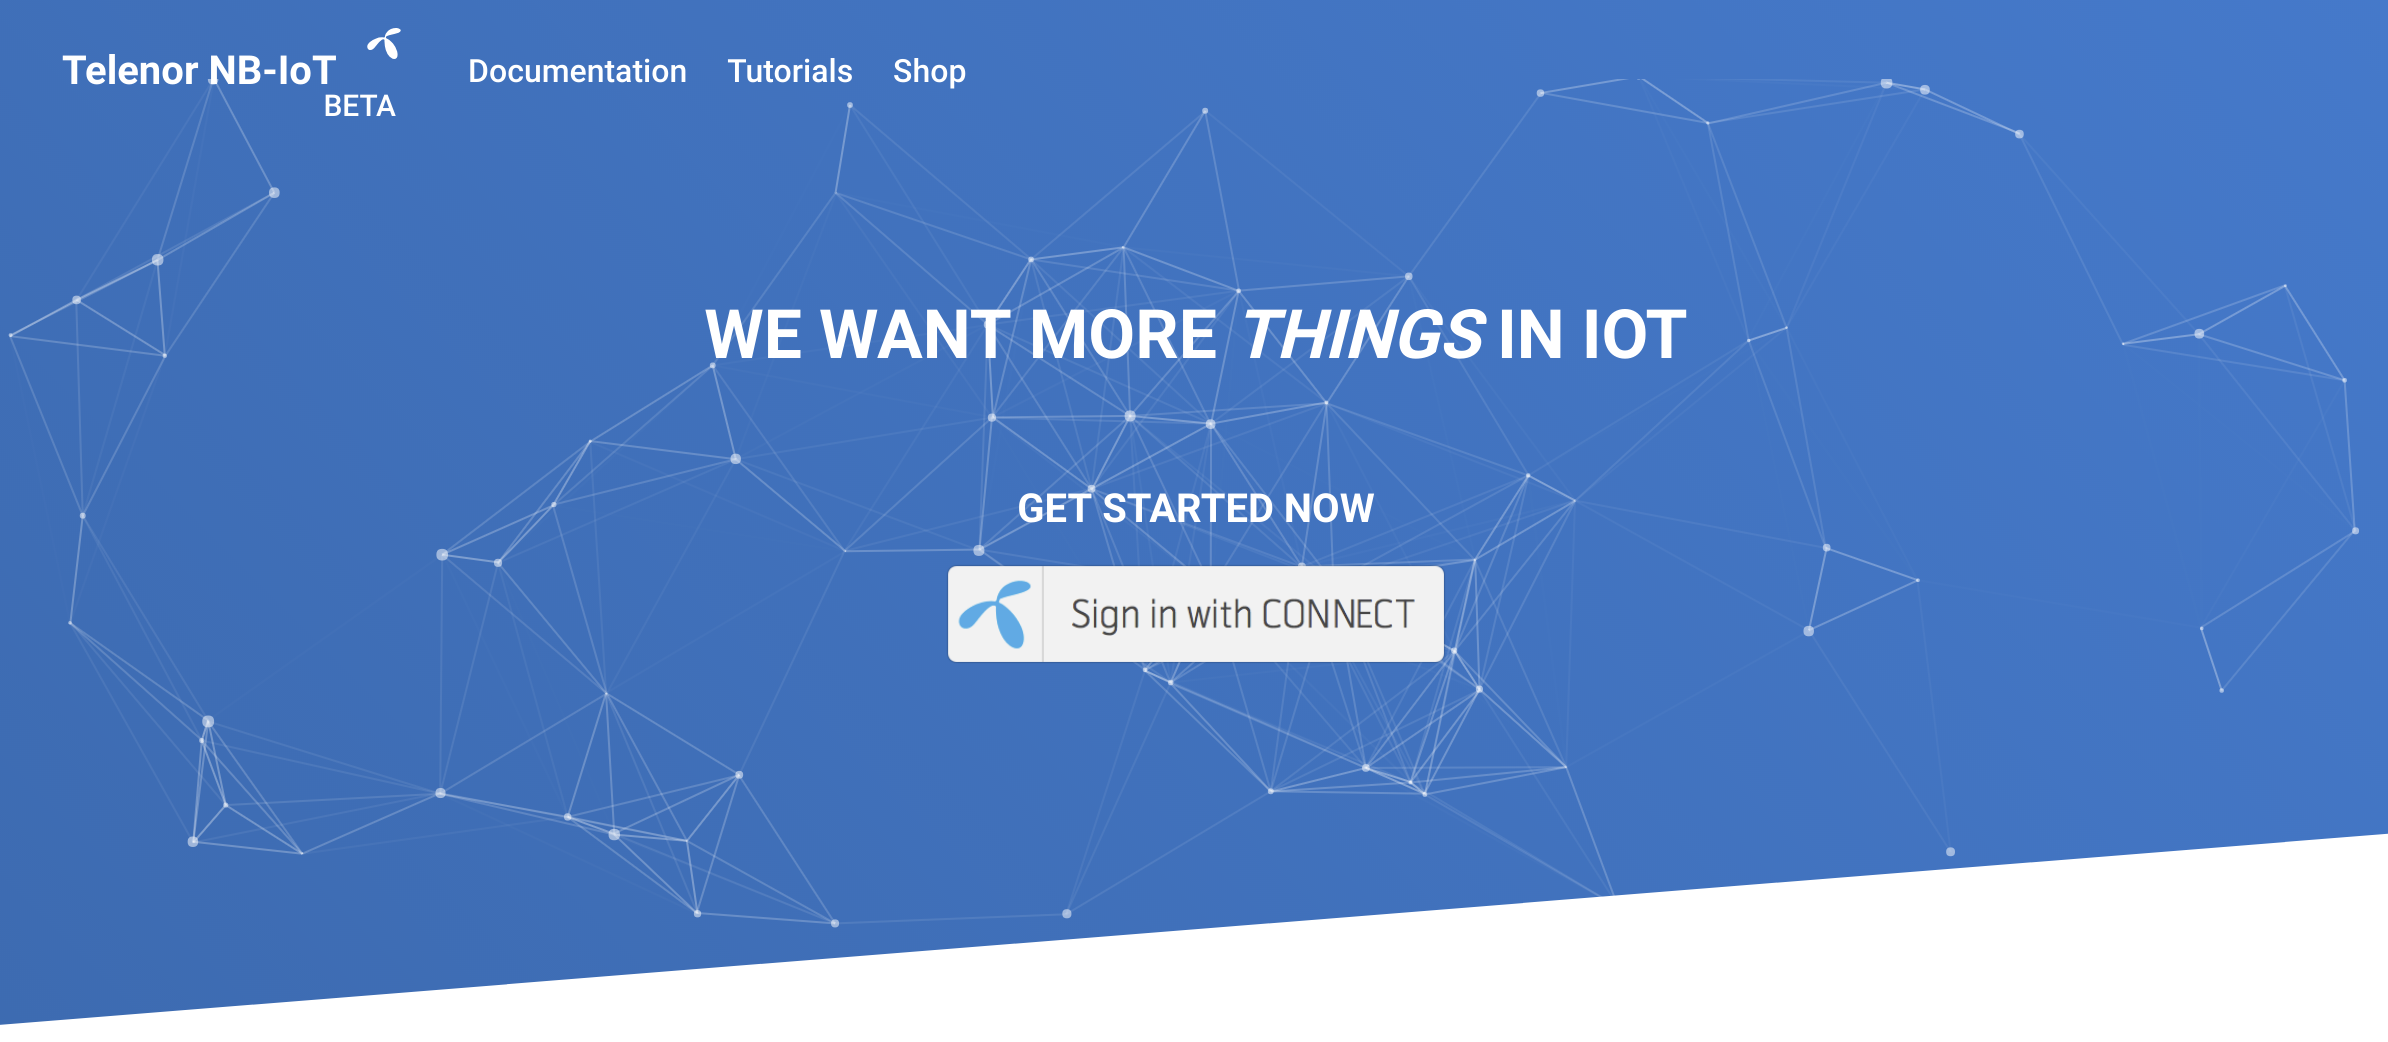 Telenor NB-IoT
BETA
Documentation Tutorials Shop
WE WANT MORE THINGS IN IOT
GET STARTED NOW
Sign in with CONNECT